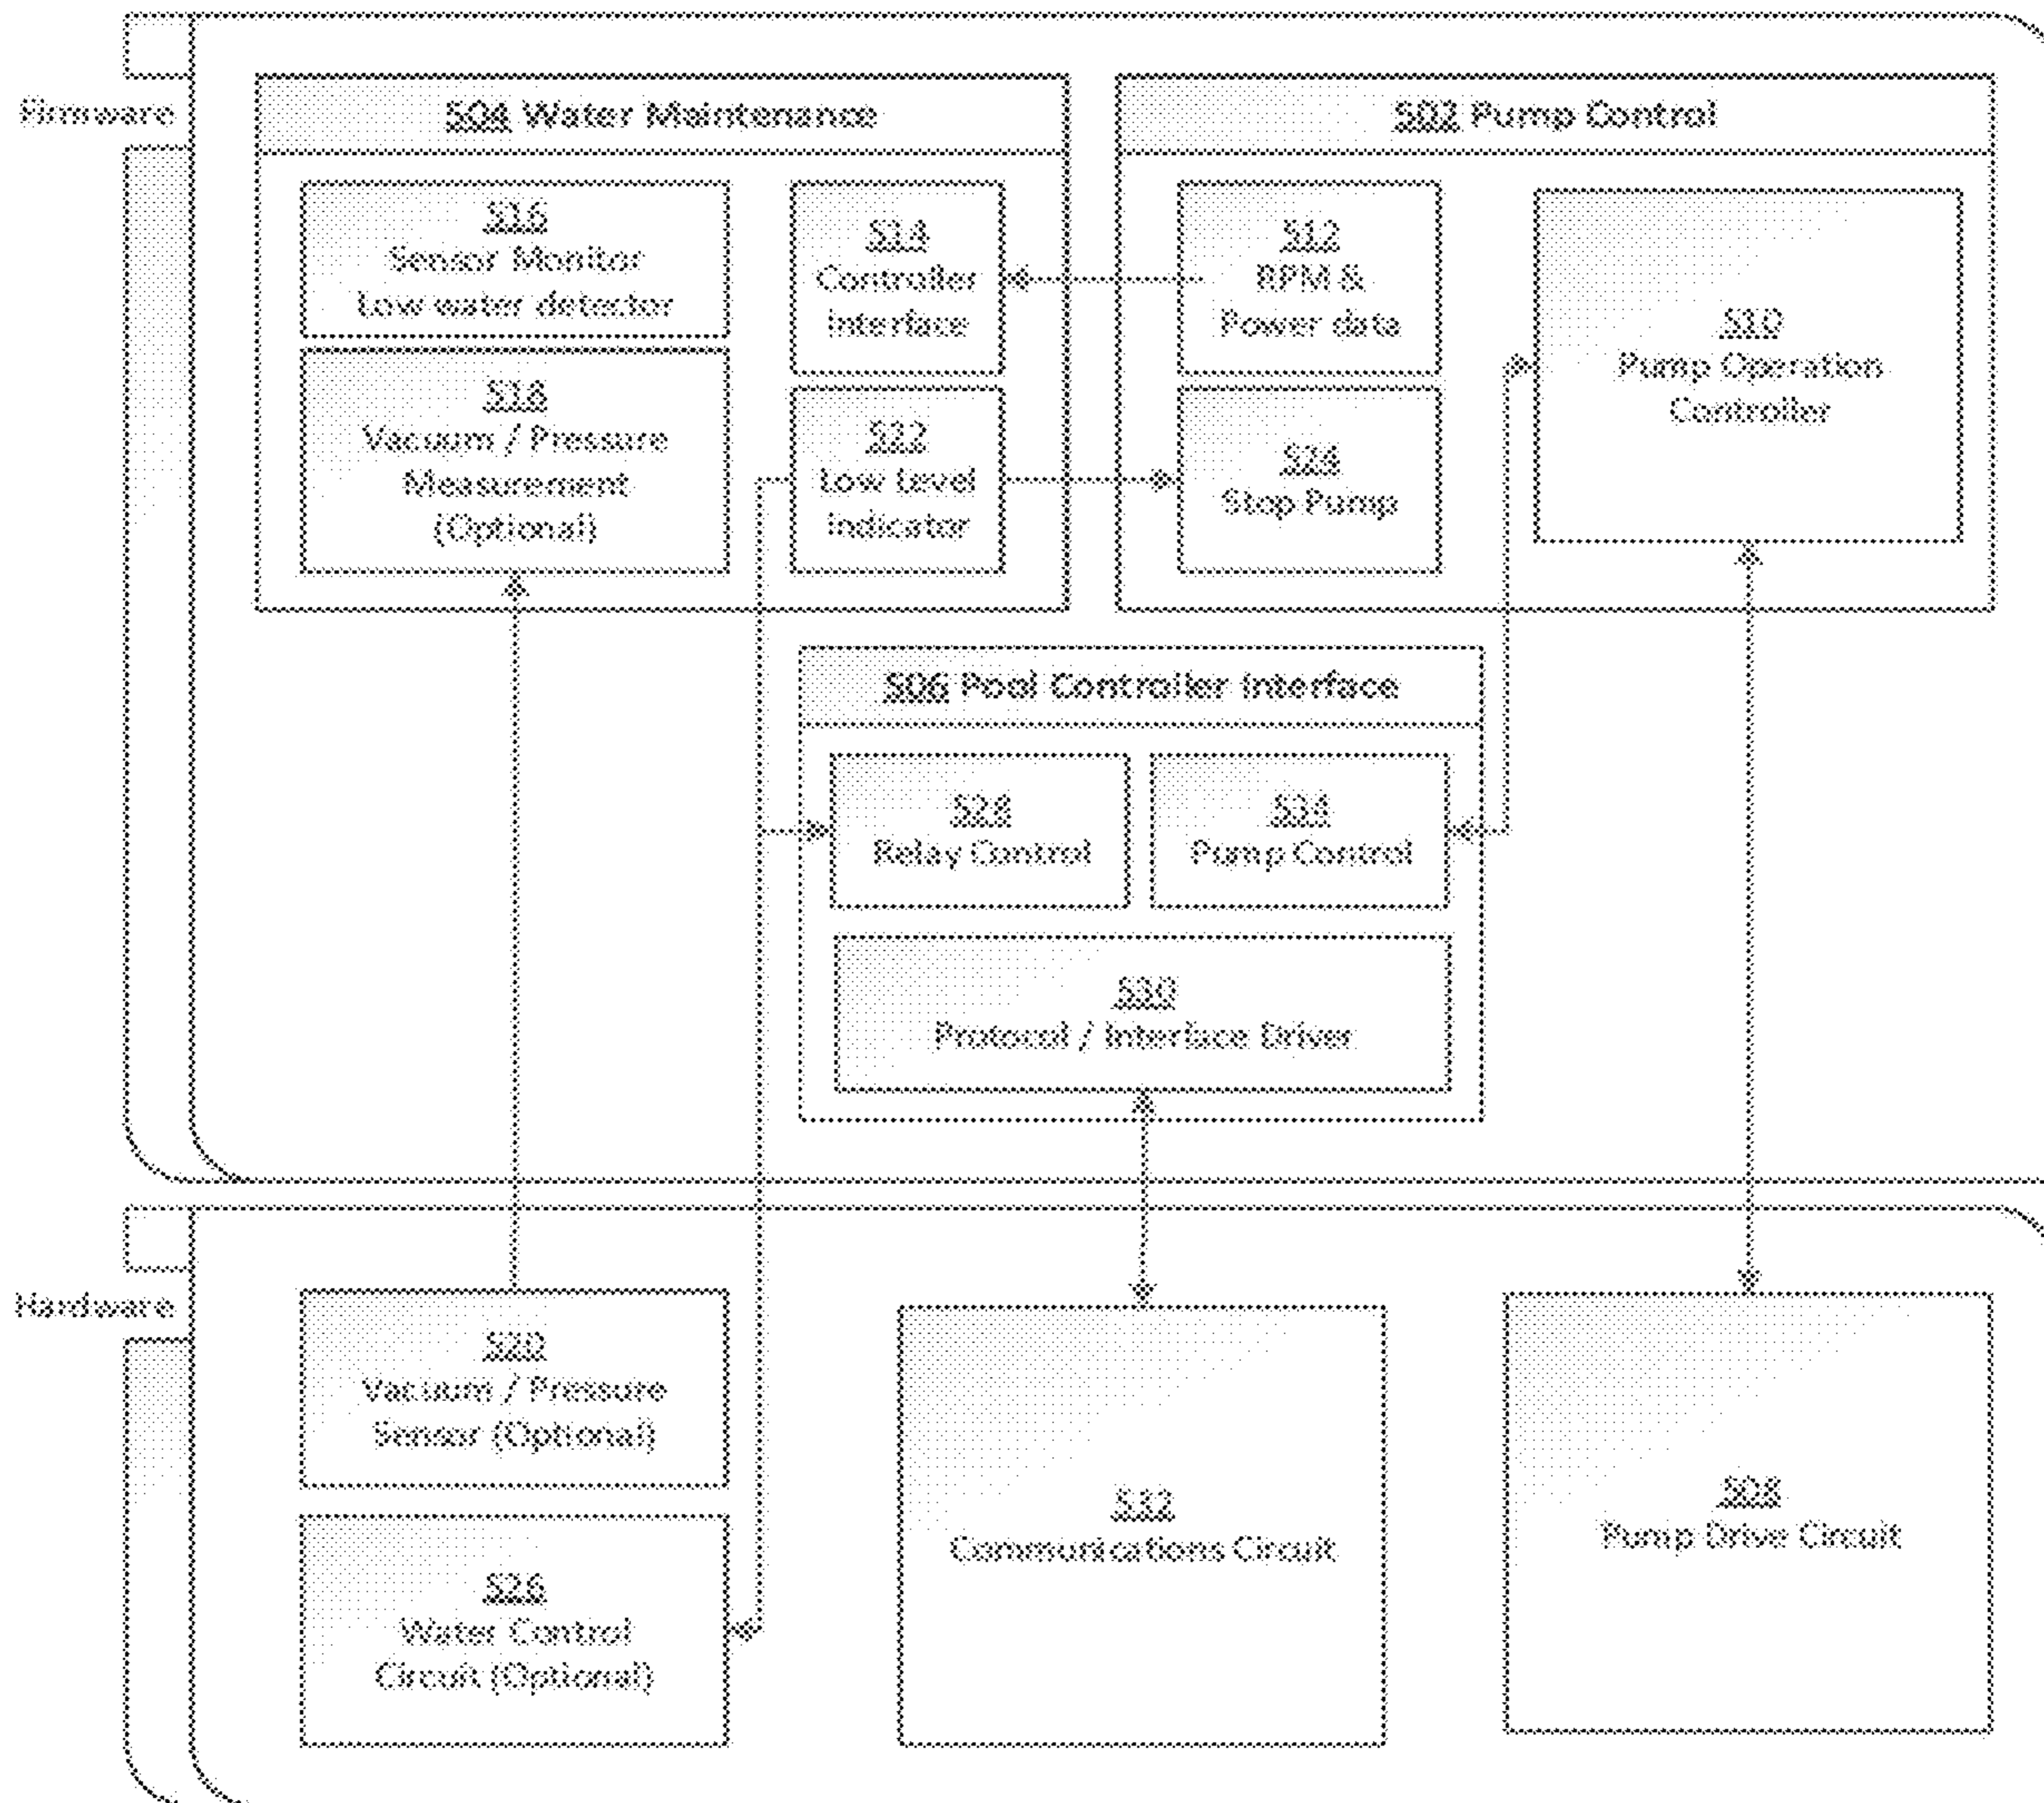 Firmware
504 Water Maintenance
502 Pump Control
516
Sensor Monitor
Low water detector
514
Controller
Interface
512
RPM &
Power data
510
Pump Operation
Controller
518
Vacuum / Pressure
Measurement
(Optional)
522
Low Level
Indicator
524
Stop Pump
506 Pool Controller Interface
528
Relay Control
534
Pump Control
530
Protocol / Interface Driver
Hardware
520
Vacuum / Pressure
Sensor (Optional)
532
Communications Circuit
508
Pump Drive Circuit
526
Water Control
Circuit (Optional)